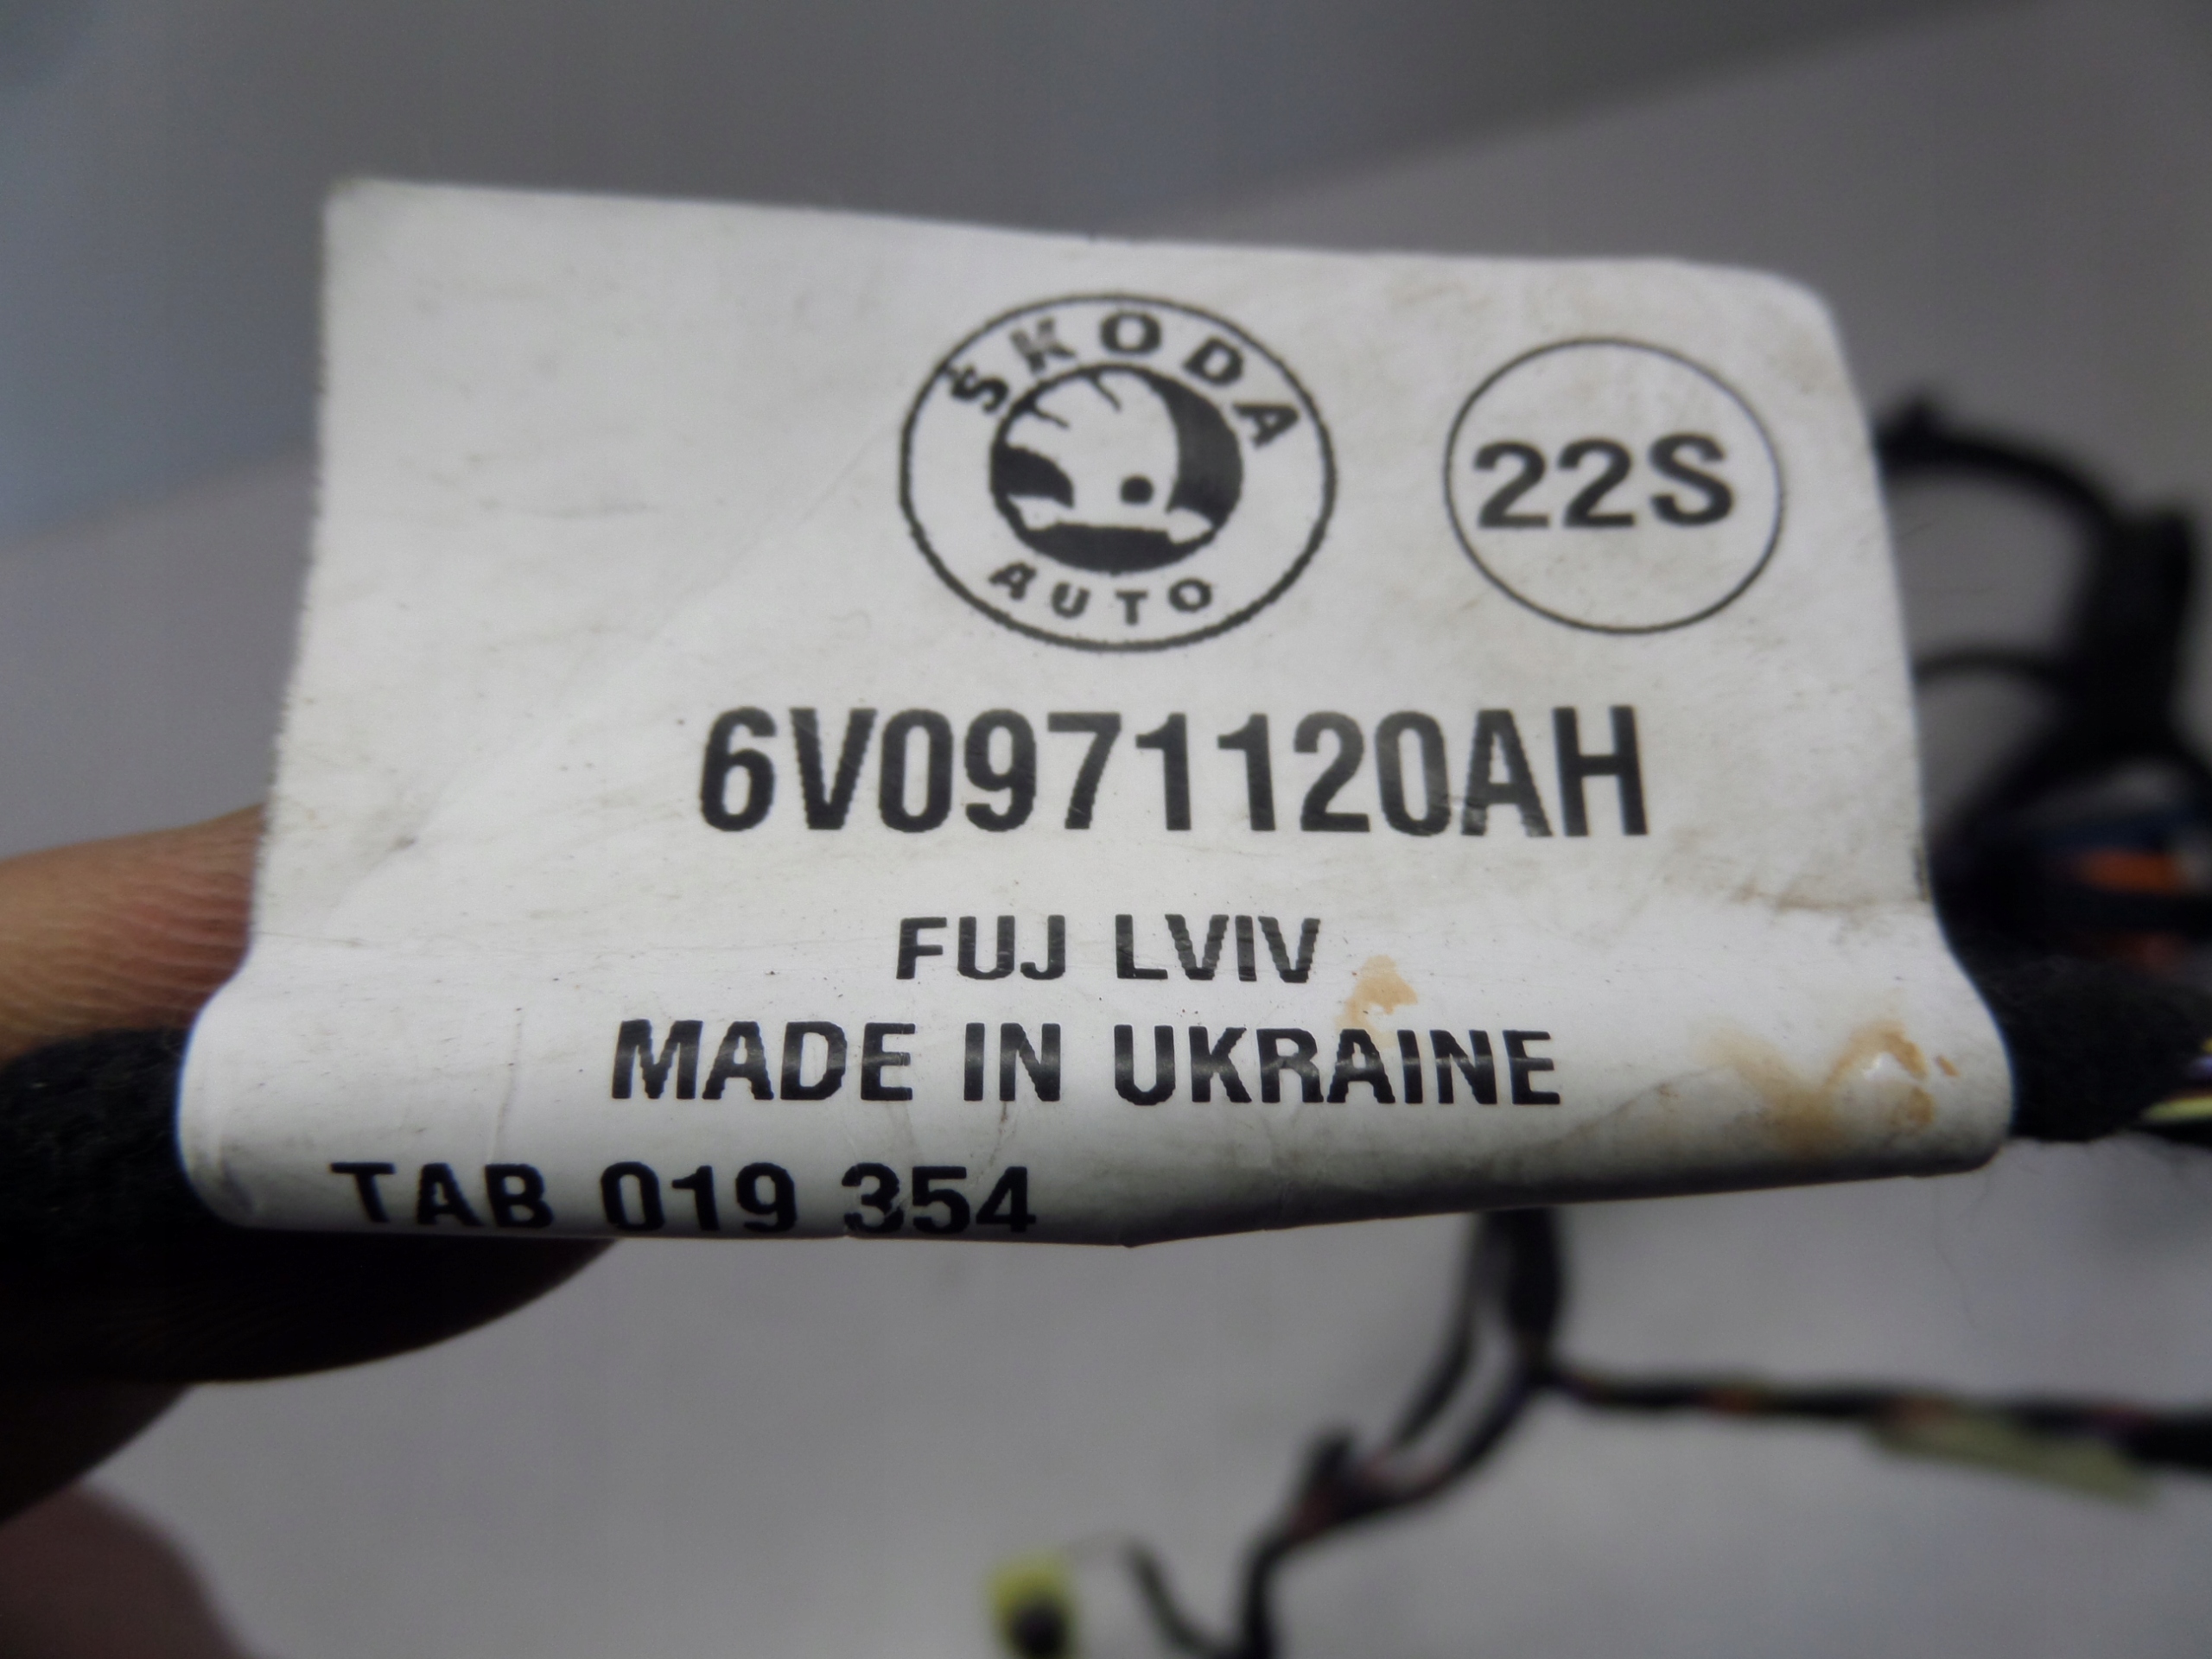 ŠKODA
AUTO
22S
6V0971120AH
FUJ LVIV
MADE IN UKRAINE
TAB 019 354